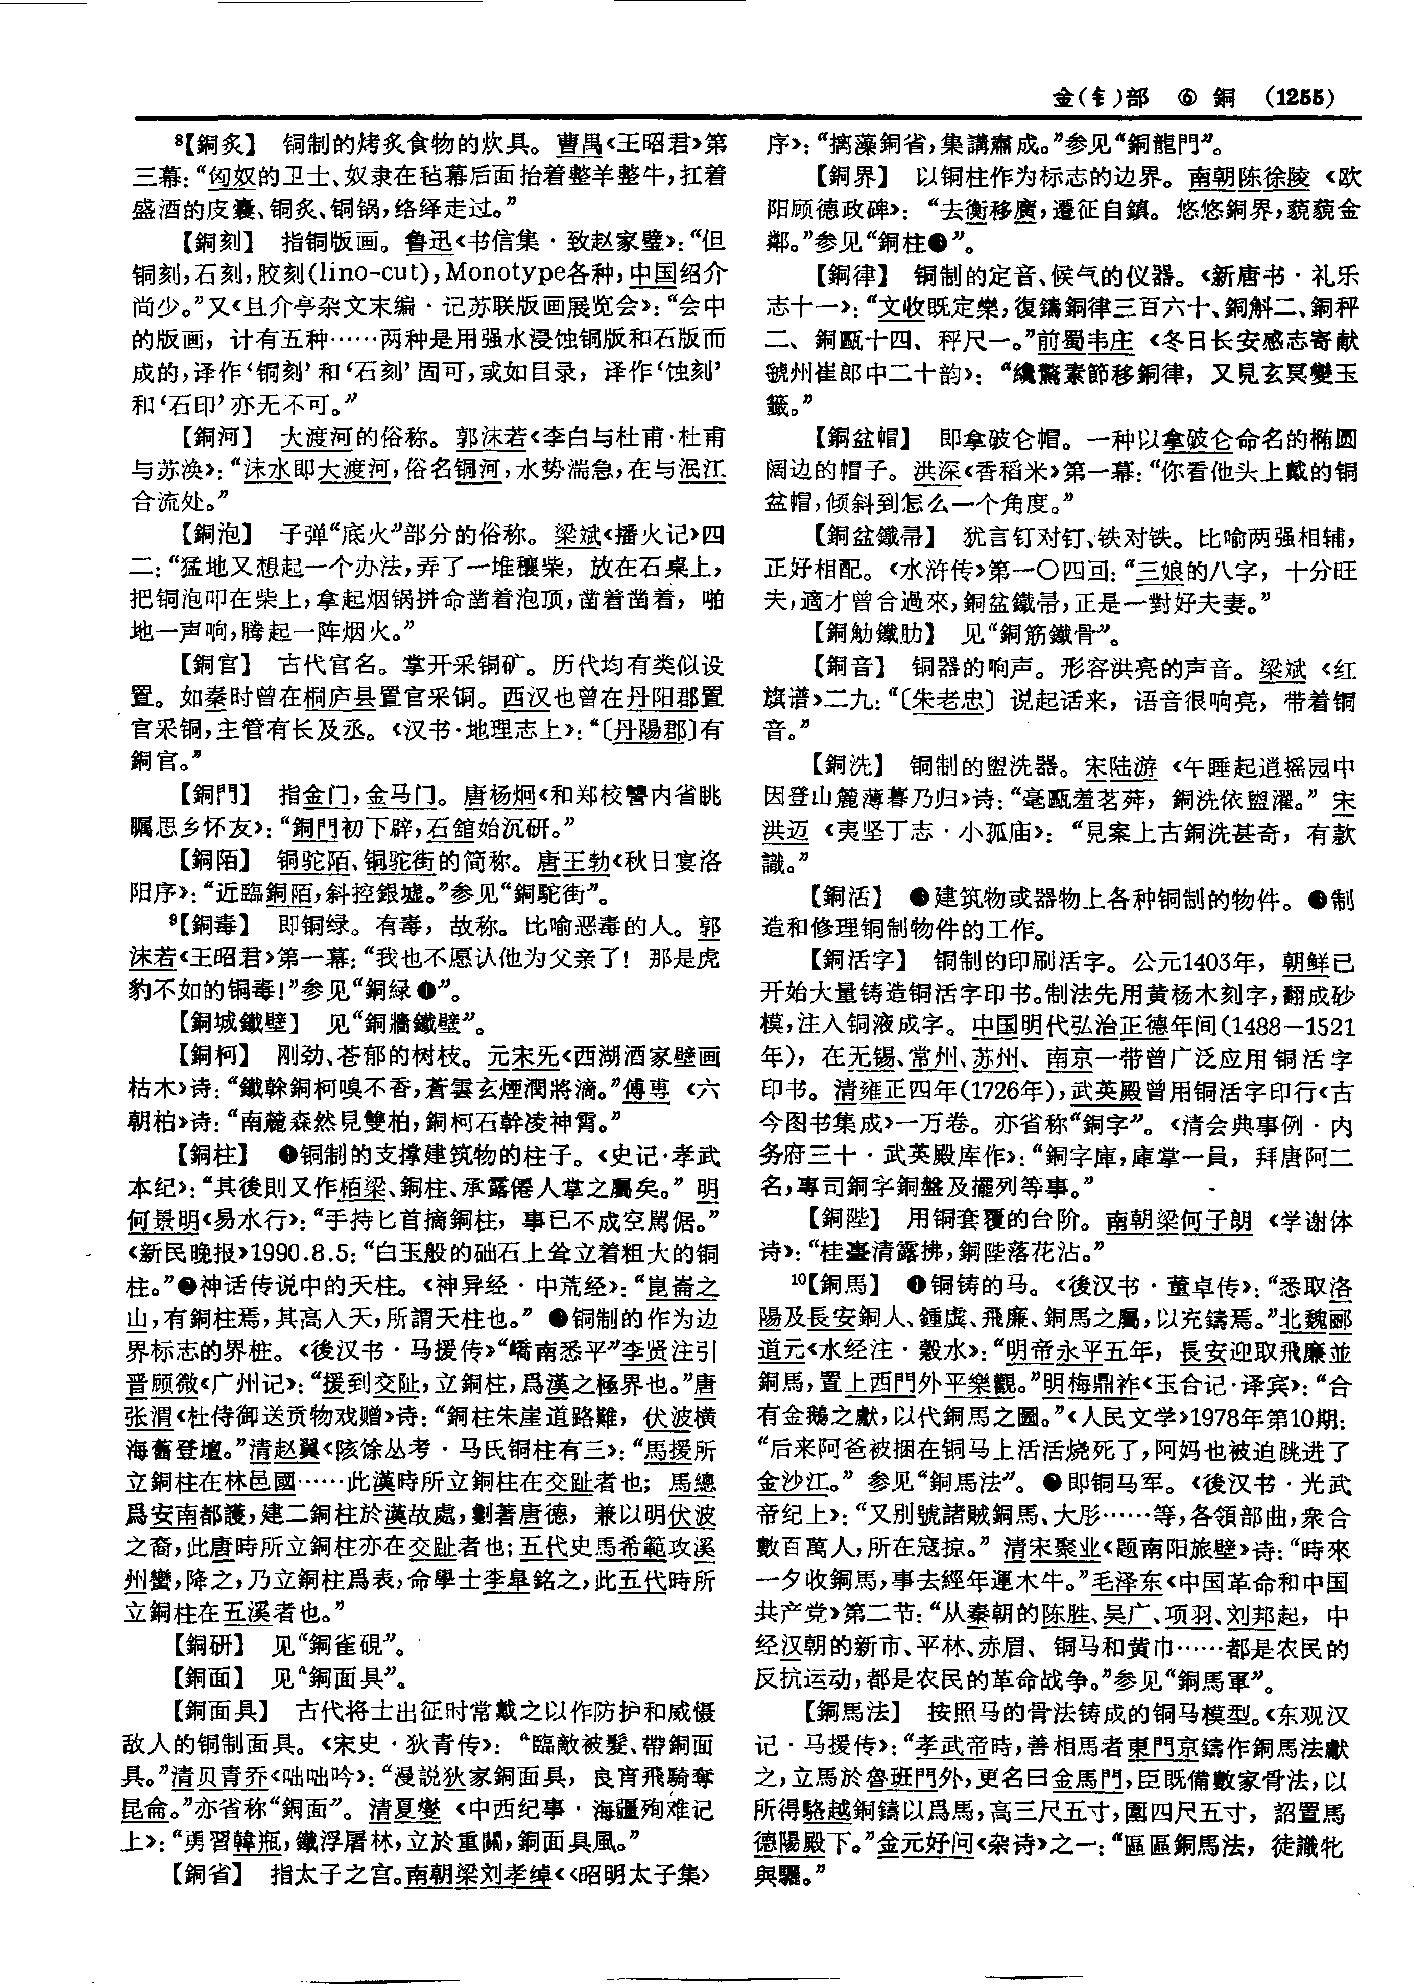 金(钅)部　⑥　銅　(1255)
⁸【銅炙】　铜制的烤炙食物的炊具。曹禺《王昭君》第
三幕：“匈奴的卫士、奴隶在毡幕后面抬着整羊整牛，扛着
盛酒的皮囊、铜炙、铜锅，络绎走过。”
【銅刻】　指铜版画。鲁迅《书信集·致赵家璧》：“但
铜刻，石刻，胶刻(lino-cut)，Monotype各种，中国绍介
尚少。”又《且介亭杂文末编·记苏联版画展览会》：“会中
的版画，计有五种……两种是用强水浸蚀铜版和石版而
成的，译作‘铜刻’和‘石刻’固可，或如目录，译作‘蚀刻’
和‘石印’亦无不可。”
【銅河】　大渡河的俗称。郭沫若《李白与杜甫·杜甫
与苏涣》：“沫水即大渡河，俗名铜河，水势湍急，在与泯江
合流处。”
【銅泡】　子弹“底火”部分的俗称。梁斌《播火记》四
二：“猛地又想起一个办法，弄了一堆穰柴，放在石桌上，
把铜泡叩在柴上，拿起烟锅拼命凿着泡顶，凿着凿着，啪
地一声响，腾起一阵烟火。”
【銅官】　古代官名。掌开采铜矿。历代均有类似设
置。如秦时曾在桐庐县置官采铜。西汉也曾在丹阳郡置
官采铜，主管有长及丞。《汉书·地理志上》：“〔丹陽郡〕有
銅官。”
【銅門】　指金门，金马门。唐杨炯《和郑校讐内省眺
瞩思乡怀友》：“銅門初下辟，石舘始沉研。”
【銅陌】　铜驼陌、铜驼街的简称。唐王勃《秋日宴洛
阳序》：“近臨銅陌，斜控銀墟。”参见“銅駝街”。
⁹【銅毒】　即铜绿。有毒，故称。比喻恶毒的人。郭
沫若《王昭君》第一幕：“我也不愿认他为父亲了！那是虎
豹不如的铜毒！”参见“銅緑❶”。
【銅城鐵壁】　见“銅牆鐵壁”。
【銅柯】　刚劲、苍郁的树枝。元宋旡《西湖酒家壁画
枯木》诗：“鐵幹銅柯嗅不香，蒼雲玄煙潤將滴。”傅尃《六
朝柏》诗：“南麓森然見雙柏，銅柯石幹凌神霄。”
【銅柱】　❶铜制的支撑建筑物的柱子。《史记·孝武
本纪》：“其後則又作栢梁、銅柱、承露僊人掌之屬矣。”明
何景明《易水行》：“手持匕首摘銅柱，事已不成空罵倨。”
《新民晚报》1990.8.5：“白玉般的础石上耸立着粗大的铜
柱。”❷神话传说中的天柱。《神异经·中荒经》：“崑崙之
山，有銅柱焉，其高入天，所謂天柱也。”❸铜制的作为边
界标志的界桩。《後汉书·马援传》“嶠南悉平”李贤注引
晋顾微《广州记》：“援到交阯，立銅柱，爲漢之極界也。”唐
张渭《杜侍御送贡物戏赠》诗：“銅柱朱崖道路難，伏波横
海舊登壇。”清赵翼《陔馀丛考·马氏铜柱有三》：“馬援所
立銅柱在林邑國……此漢時所立銅柱在交趾者也；馬總
爲安南都護，建二銅柱於漢故處，劖著唐德，兼以明伏波
之裔，此唐時所立銅柱亦在交趾者也；五代史馬希範攻溪
州蠻，降之，乃立銅柱爲表，命學士李皋銘之，此五代時所
立銅柱在五溪者也。”
【銅研】　见“銅雀硯”。
【銅面】　见“銅面具”。
【銅面具】　古代将士出征时常戴之以作防护和威慑
敌人的铜制面具。《宋史·狄青传》：“臨敵被髮、帶銅面
具。”清贝青乔《咄咄吟》：“漫説狄家銅面具，良宵飛騎奪
昆侖。”亦省称“銅面”。清夏燮《中西纪事·海疆殉难记
上》：“勇習韓瓶，鐵浮屠林，立於重關，銅面具風。”
【銅省】　指太子之宫。南朝梁刘孝绰《〈昭明太子集〉
序》：“摛藻銅省，集講肅成。”参见“銅龍門”。
【銅界】　以铜柱作为标志的边界。南朝陈徐陵《欧
阳顾德政碑》：“去衡移廣，遷征自鎮。悠悠銅界，藐藐金
鄰。”参见“銅柱❸”。
【銅律】　铜制的定音、候气的仪器。《新唐书·礼乐
志十一》：“文收既定樂，復鑄銅律三百六十、銅斛二、銅秤
二、銅甌十四、秤尺一。”前蜀韦庄《冬日长安感志寄献
虢州崔郎中二十韵》：“纔驚素節移銅律，又見玄冥變玉
籤。”
【銅盆帽】　即拿破仑帽。一种以拿破仑命名的椭圆
阔边的帽子。洪深《香稻米》第一幕：“你看他头上戴的铜
盆帽，倾斜到怎么一个角度。”
【銅盆鐵帚】　犹言钉对钉、铁对铁。比喻两强相辅，
正好相配。《水浒传》第一〇四回：“三娘的八字，十分旺
夫，適才曾合過來，銅盆鐵帚，正是一對好夫妻。”
【銅觔鐵肋】　见“銅筋鐵骨”。
【銅音】　铜器的响声。形容洪亮的声音。梁斌《红
旗谱》二九：“〔朱老忠〕说起话来，语音很响亮，带着铜
音。”
【銅洗】　铜制的盥洗器。宋陆游《午睡起逍摇园中
因登山麓薄暮乃归》诗：“毫甌羞茗荈，銅洗依盥濯。”宋
洪迈《夷坚丁志·小孤庙》：“見案上古銅洗甚奇，有款
識。”
【銅活】　❶建筑物或器物上各种铜制的物件。❷制
造和修理铜制物件的工作。
【銅活字】　铜制的印刷活字。公元1403年，朝鲜已
开始大量铸造铜活字印书。制法先用黄杨木刻字，翻成砂
模，注入铜液成字。中国明代弘治正德年间(1488—1521
年)，在无锡、常州、苏州、南京一带曾广泛应用铜活字
印书。清雍正四年(1726年)，武英殿曾用铜活字印行《古
今图书集成》一万卷。亦省称“銅字”。《清会典事例·内
务府三十·武英殿库作》：“銅字庫，庫掌一員，拜唐阿二
名，專司銅字銅盤及擺列等事。”
【銅陛】　用铜套覆的台阶。南朝梁何子朗《学谢体
诗》：“桂臺清露拂，銅陛落花沾。”
¹⁰【銅馬】　❶铜铸的马。《後汉书·董卓传》：“悉取洛
陽及長安銅人、鍾虡、飛廉、銅馬之屬，以充鑄焉。”北魏郦
道元《水经注·穀水》：“明帝永平五年，長安迎取飛廉並
銅馬，置上西門外平樂觀。”明梅鼎祚《玉合记·译宾》：“合
有金鵝之獻，以代銅馬之圖。”《人民文学》1978年第10期：
“后来阿爸被捆在铜马上活活烧死了，阿妈也被迫跳进了
金沙江。”参见“銅馬法”。❷即铜马军。《後汉书·光武
帝纪上》：“又别號諸賊銅馬、大肜……等，各領部曲，衆合
數百萬人，所在寇掠。”清宋聚业《题南阳旅壁》诗：“時來
一夕收銅馬，事去經年運木牛。”毛泽东《中国革命和中国
共产党》第二节：“从秦朝的陈胜、吴广、项羽、刘邦起，中
经汉朝的新市、平林、赤眉、铜马和黄巾……都是农民的
反抗运动，都是农民的革命战争。”参见“銅馬軍”。
【銅馬法】　按照马的骨法铸成的铜马模型。《东观汉
记·马援传》：“孝武帝時，善相馬者東門京鑄作銅馬法獻
之，立馬於魯班門外，更名曰金馬門，臣既備數家骨法，以
所得駱越銅鑄以爲馬，高三尺五寸，圍四尺五寸，詔置馬
德陽殿下。”金元好问《杂诗》之一：“區區銅馬法，徒識牝
與驪。”